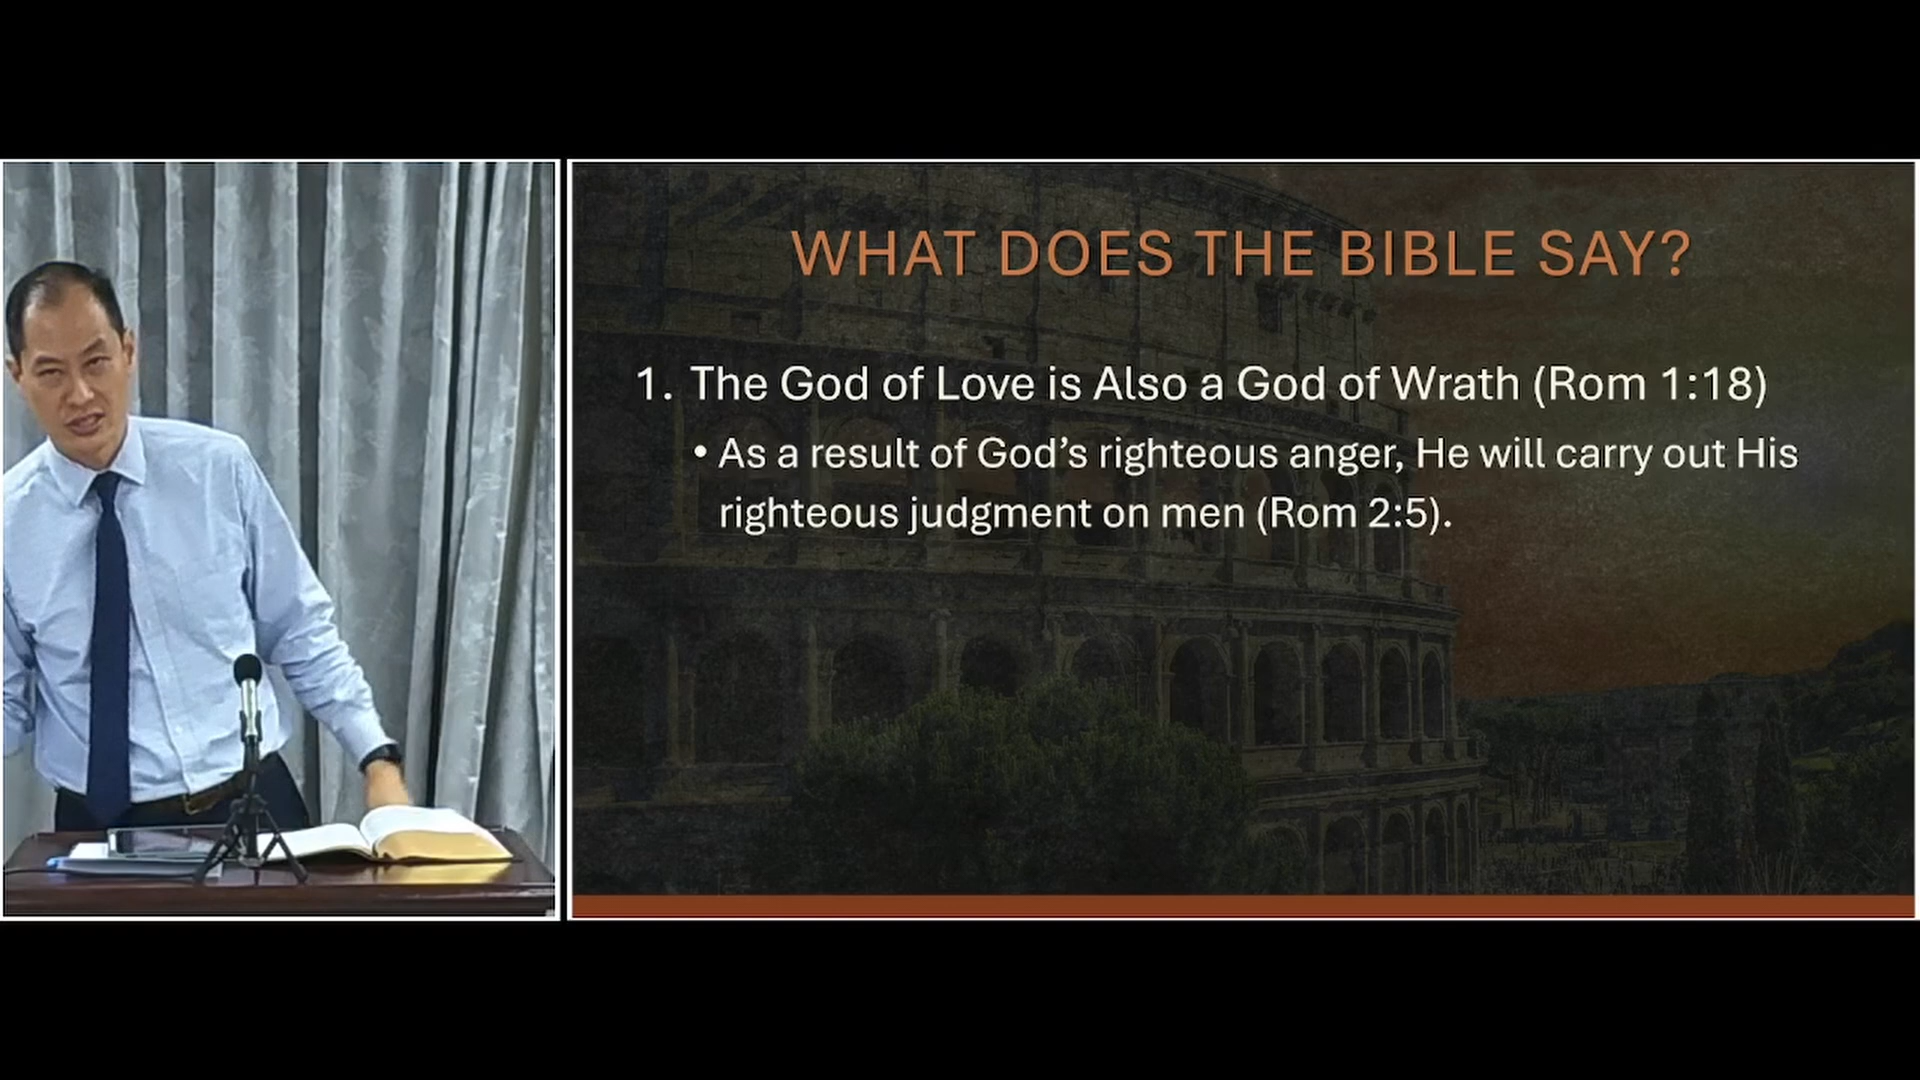 WHAT DOES THE BIBLE SAY?
1. The God of Love is Also a God of Wrath (Rom 1:18)
• As a result of God’s righteous anger, He will carry out His
righteous judgment on men (Rom 2:5).